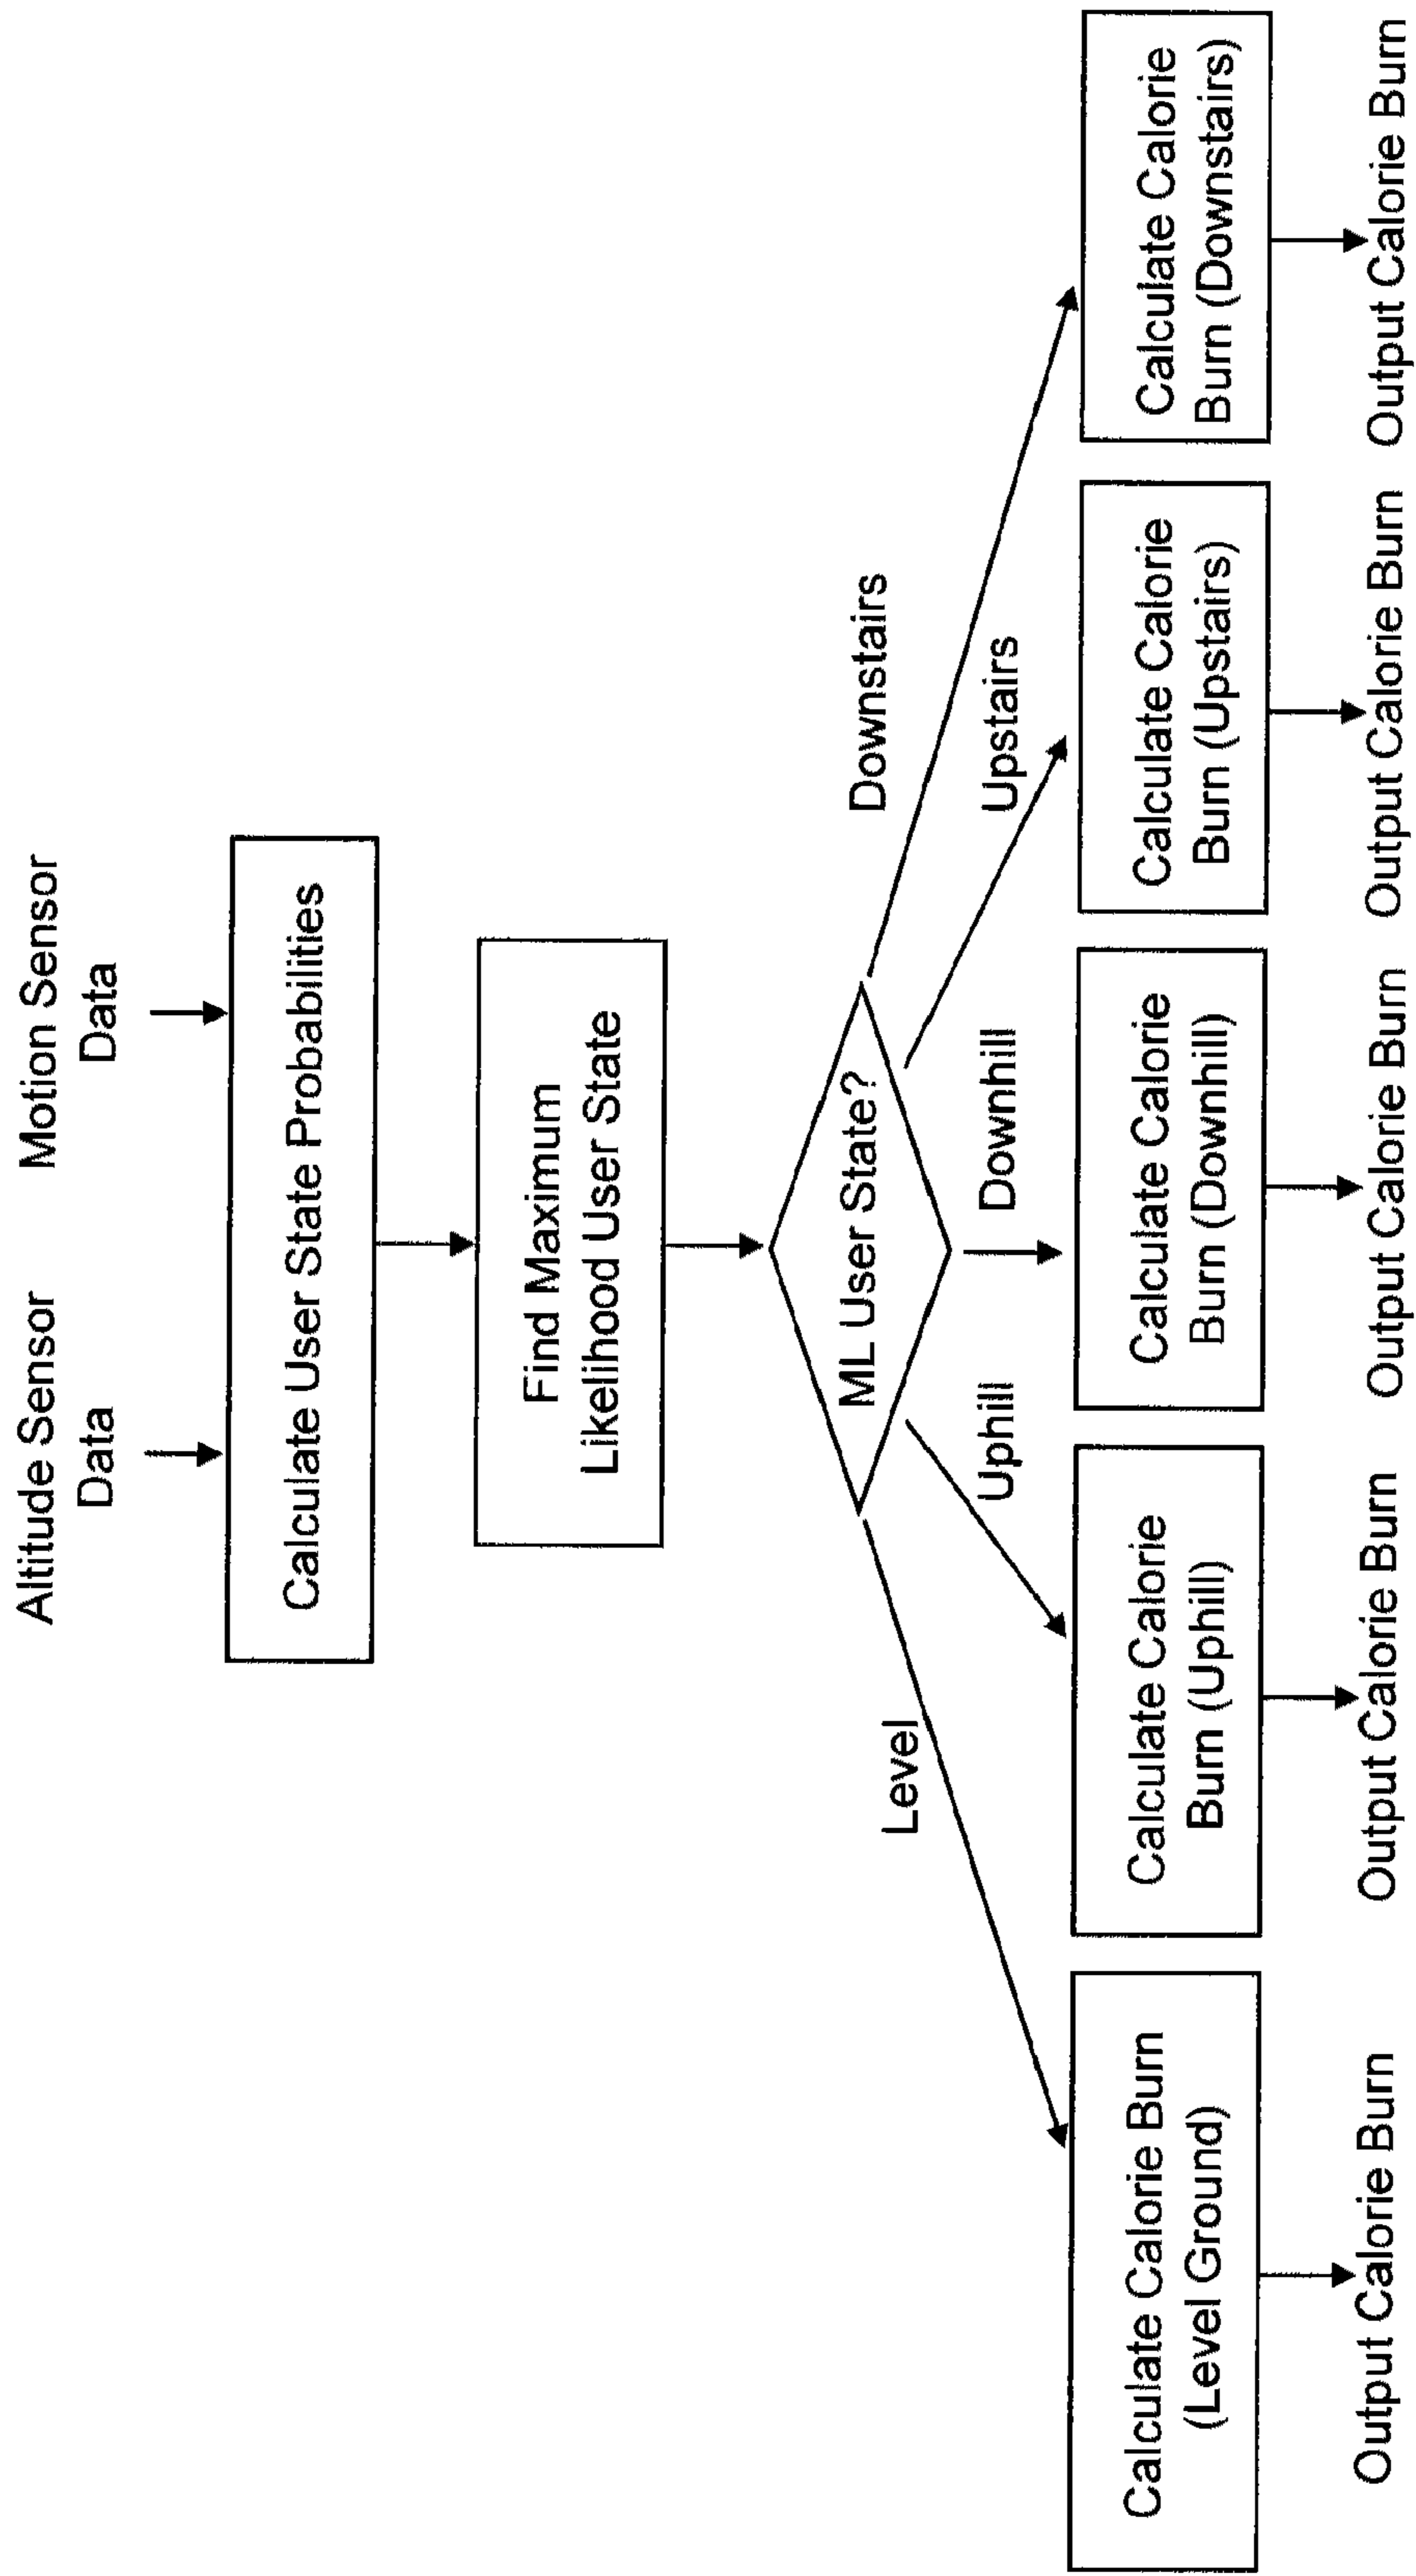 Altitude Sensor
Data
Motion Sensor
Data
Calculate User State Probabilities
Find Maximum
Likelihood User State
ML User State?
Level
Uphill
Downhill
Upstairs
Downstairs
Calculate Calorie Burn
(Level Ground)
Calculate Calorie
Burn (Uphill)
Calculate Calorie
Burn (Downhill)
Calculate Calorie
Burn (Upstairs)
Calculate Calorie
Burn (Downstairs)
Output Calorie Burn
Output Calorie Burn
Output Calorie Burn
Output Calorie Burn
Output Calorie Burn